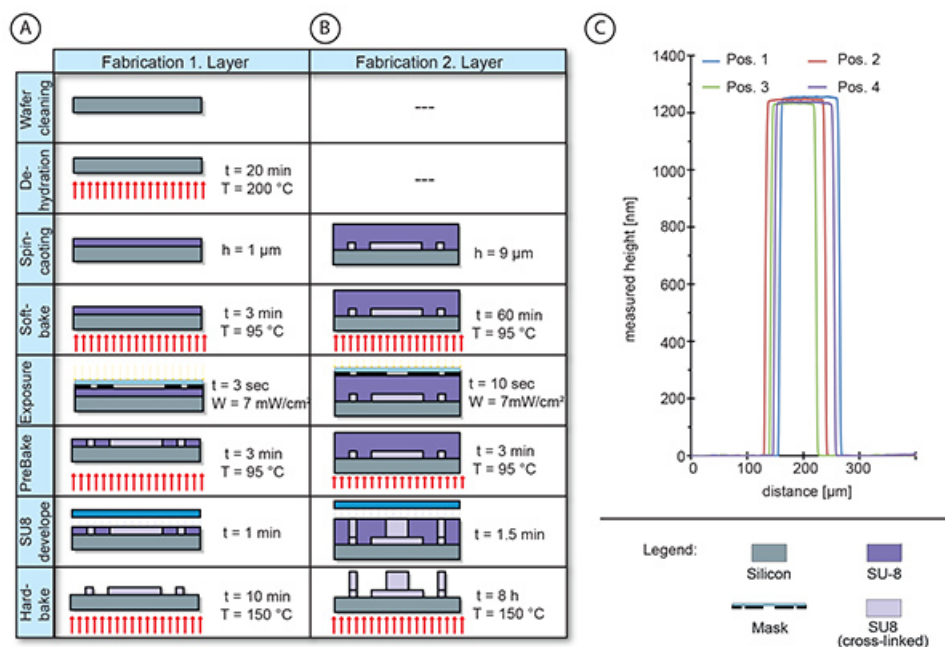 A
B
C
Fabrication 1. Layer
Fabrication 2. Layer
Wafer
cleaning
---
De-
hydration
t = 20 min
T = 200 °C
---
Spin-
caoting
h = 1 µm
h = 9 µm
Soft-
bake
t = 3 min
T = 95 °C
t = 60 min
T = 95 °C
Exposure
t = 3 sec
W = 7 mW/cm²
t = 10 sec
W = 7mW/cm²
PreBake
t = 3 min
T = 95 °C
t = 3 min
T = 95 °C
SU8
develope
t = 1 min
t = 1.5 min
Hard-
bake
t = 10 min
T = 150 °C
t = 8 h
T = 150 °C
1400
1200
1000
800
600
400
200
0
measured height [nm]
Pos. 1
Pos. 2
Pos. 3
Pos. 4
0
100
200
300
400
distance [µm]
Legend:
Silicon
SU-8
Mask
SU8
(cross-linked)